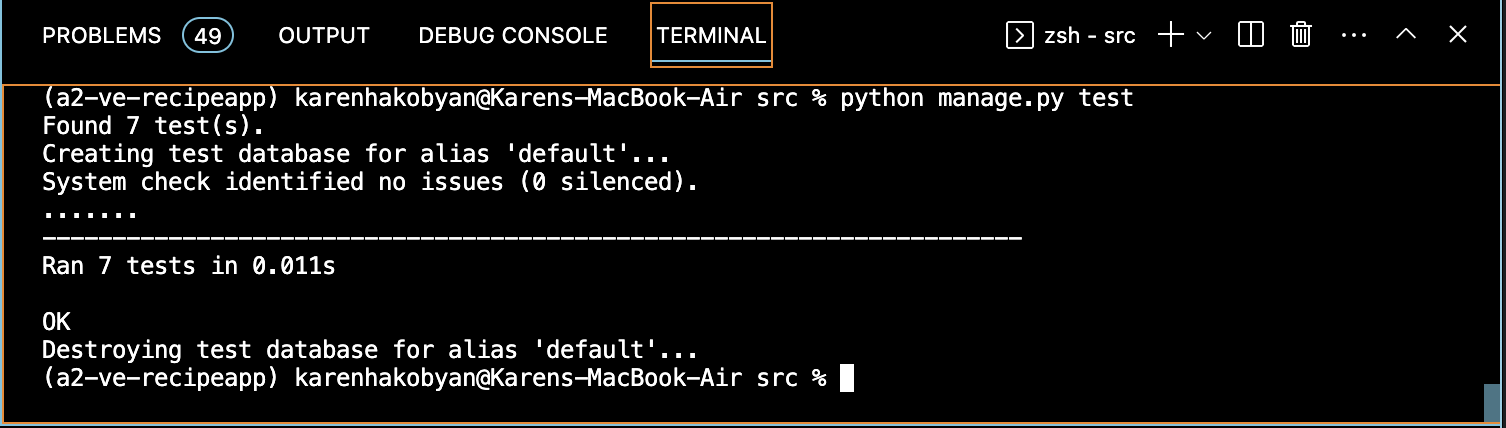 PROBLEMS 49 OUTPUT DEBUG CONSOLE TERMINAL zsh - src
(a2-ve-recipeapp) karenhakobyan@Karens-MacBook-Air src % python manage.py test
Found 7 test(s).
Creating test database for alias 'default'...
System check identified no issues (0 silenced).
.......
----------------------------------------------------------------------
Ran 7 tests in 0.011s
OK
Destroying test database for alias 'default'...
(a2-ve-recipeapp) karenhakobyan@Karens-MacBook-Air src %